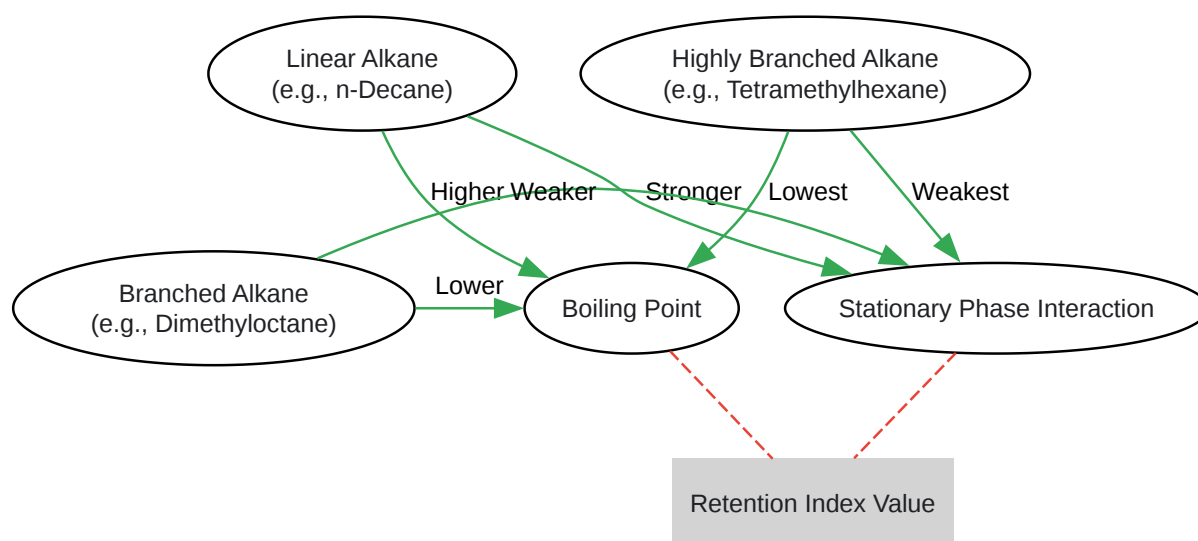 Linear Alkane
(e.g., n-Decane)
Highly Branched Alkane
(e.g., Tetramethylhexane)
Higher
Weaker
Stronger
Lowest
Weakest
Branched Alkane
(e.g., Dimethyloctane)
Lower
Boiling Point
Stationary Phase Interaction
Retention Index Value